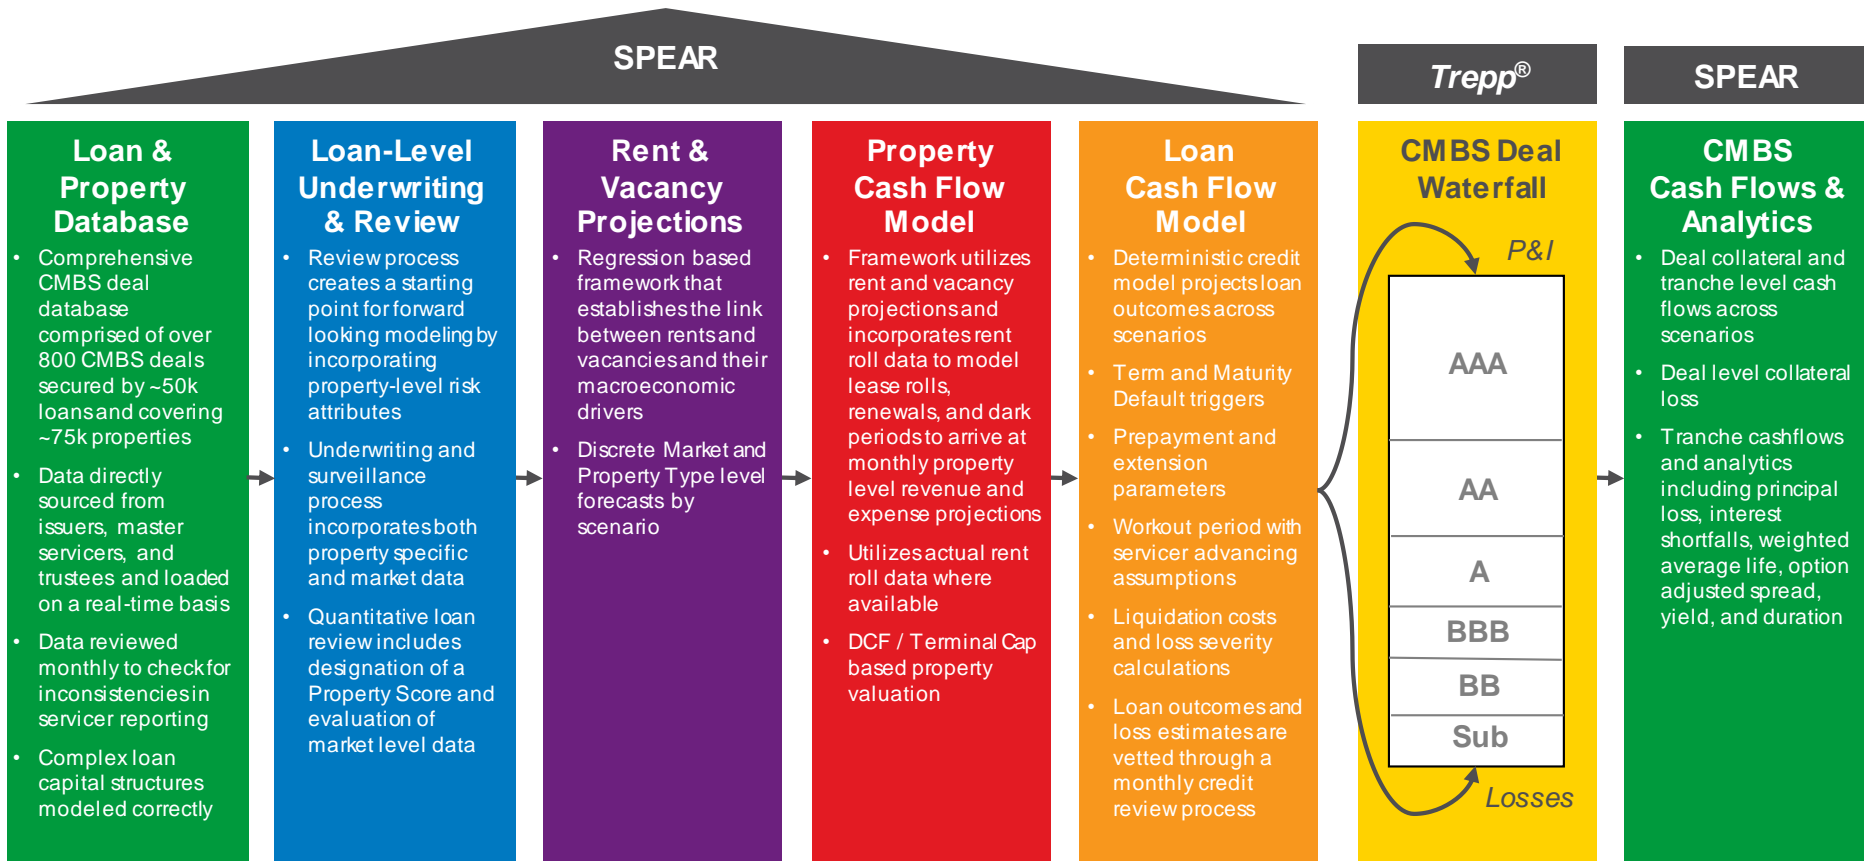 SPEAR
Trepp®
SPEAR
Loan &
Property
Database
• Comprehensive
CMBS deal
database
comprised of over
800 CMBS deals
secured by ~50k
loans and covering
~75k properties
• Data directly
sourced from
issuers, master
servicers, and
trustees and loaded
on a real-time basis
• Data reviewed
monthly to check for
inconsistencies in
servicer reporting
• Complex loan
capital structures
modeled correctly
Loan-Level
Underwriting
& Review
• Review process
creates a starting
point for forward
looking modeling by
incorporating
property-level risk
attributes
• Underwriting and
surveillance
process
incorporates both
property specific
and market data
• Quantitative loan
review includes
designation of a
Property Score and
evaluation of
market level data
Rent &
Vacancy
Projections
• Regression based
framework that
establishes the link
between rents and
vacancies and their
macroeconomic
drivers
• Discrete Market and
Property Type level
forecasts by
scenario
Property
Cash Flow
Model
• Framework utilizes
rent and vacancy
projections and
incorporates rent
roll data to model
lease rolls,
renewals, and dark
periods to arrive at
monthly property
level revenue and
expense projections
• Utilizes actual rent
roll data where
available
• DCF / Terminal Cap
based property
valuation
Loan
Cash Flow
Model
• Deterministic credit
model projects loan
outcomes across
scenarios
• Term and Maturity
Default triggers
• Prepayment and
extension
parameters
• Workout period with
servicer advancing
assumptions
• Liquidation costs
and loss severity
calculations
• Loan outcomes and
loss estimates are
vetted through a
monthly credit
review process
CMBS Deal
Waterfall
P&I
AAA
AA
A
BBB
BB
Sub
Losses
CMBS
Cash Flows &
Analytics
• Deal collateral and
tranche level cash
flows across
scenarios
• Deal level collateral
loss
• Tranche cashflows
and analytics
including principal
loss, interest
shortfalls, weighted
average life, option
adjusted spread,
yield, and duration